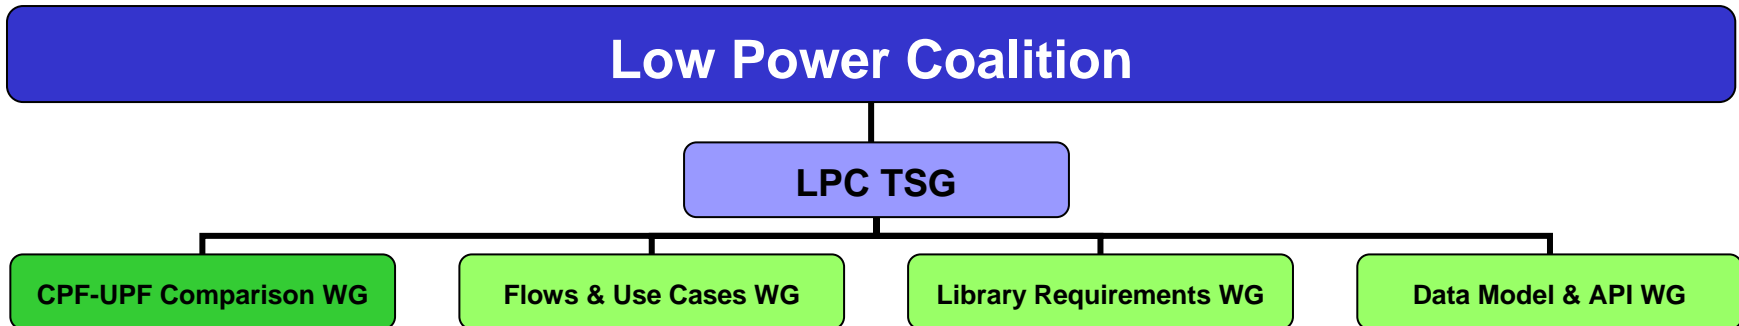 Low Power Coalition
LPC TSG
CPF-UPF Comparison WG
Flows & Use Cases WG
Library Requirements WG
Data Model & API WG